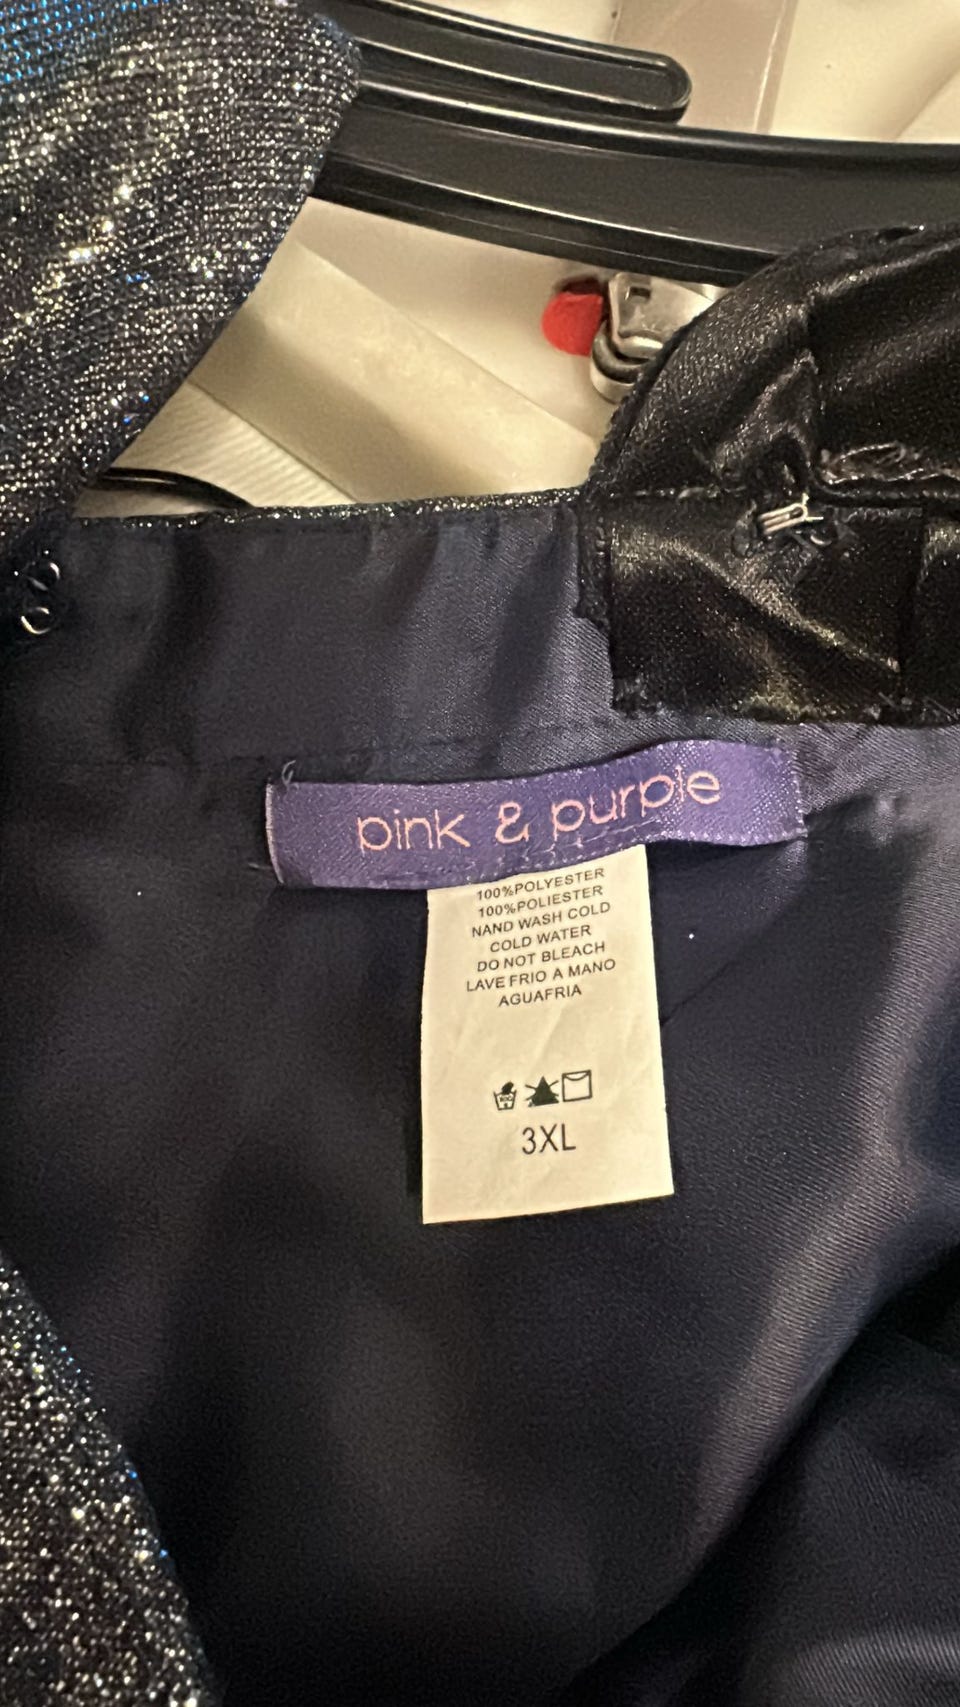 pink & purple
100%POLYESTER
100%POLIESTER
NAND WASH COLD
COLD WATER
DO NOT BLEACH
LAVE FRIO A MANO
AGUAFRIA
3XL